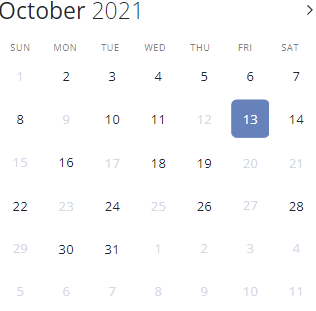 October 2021
SUN MON TUE WED THU FRI SAT
1 2 3 4 5 6 7
8 9 10 11 12 13 14
15 16 17 18 19 20 21
22 23 24 25 26 27 28
29 30 31 1 2 3 4
5 6 7 8 9 10 11